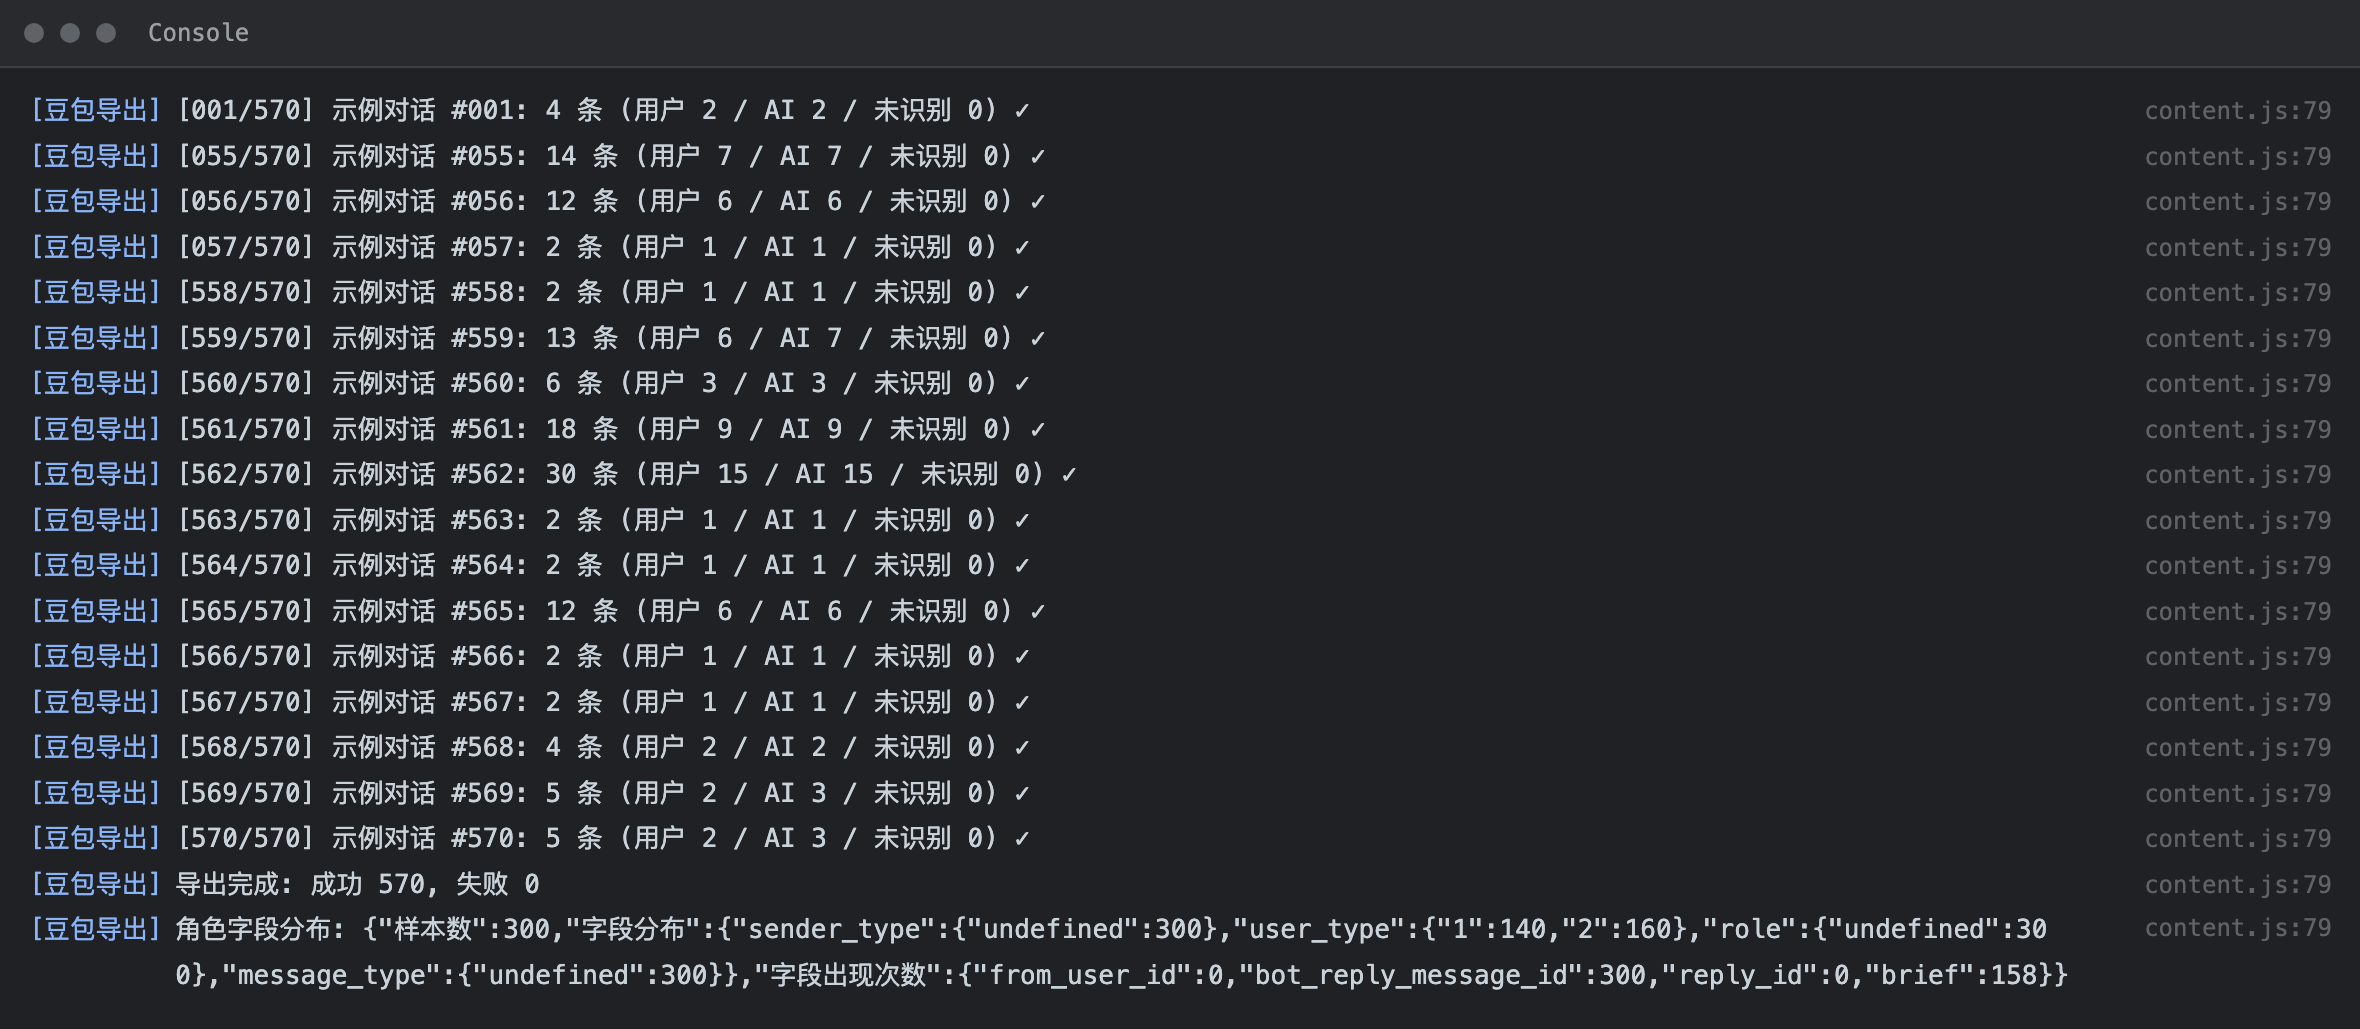 Console
[豆包导出] [001/570] 示例对话 #001: 4 条 (用户 2 / AI 2 / 未识别 0) ✓ content.js:79
[豆包导出] [055/570] 示例对话 #055: 14 条 (用户 7 / AI 7 / 未识别 0) ✓ content.js:79
[豆包导出] [056/570] 示例对话 #056: 12 条 (用户 6 / AI 6 / 未识别 0) ✓ content.js:79
[豆包导出] [057/570] 示例对话 #057: 2 条 (用户 1 / AI 1 / 未识别 0) ✓ content.js:79
[豆包导出] [558/570] 示例对话 #558: 2 条 (用户 1 / AI 1 / 未识别 0) ✓ content.js:79
[豆包导出] [559/570] 示例对话 #559: 13 条 (用户 6 / AI 7 / 未识别 0) ✓ content.js:79
[豆包导出] [560/570] 示例对话 #560: 6 条 (用户 3 / AI 3 / 未识别 0) ✓ content.js:79
[豆包导出] [561/570] 示例对话 #561: 18 条 (用户 9 / AI 9 / 未识别 0) ✓ content.js:79
[豆包导出] [562/570] 示例对话 #562: 30 条 (用户 15 / AI 15 / 未识别 0) ✓ content.js:79
[豆包导出] [563/570] 示例对话 #563: 2 条 (用户 1 / AI 1 / 未识别 0) ✓ content.js:79
[豆包导出] [564/570] 示例对话 #564: 2 条 (用户 1 / AI 1 / 未识别 0) ✓ content.js:79
[豆包导出] [565/570] 示例对话 #565: 12 条 (用户 6 / AI 6 / 未识别 0) ✓ content.js:79
[豆包导出] [566/570] 示例对话 #566: 2 条 (用户 1 / AI 1 / 未识别 0) ✓ content.js:79
[豆包导出] [567/570] 示例对话 #567: 2 条 (用户 1 / AI 1 / 未识别 0) ✓ content.js:79
[豆包导出] [568/570] 示例对话 #568: 4 条 (用户 2 / AI 2 / 未识别 0) ✓ content.js:79
[豆包导出] [569/570] 示例对话 #569: 5 条 (用户 2 / AI 3 / 未识别 0) ✓ content.js:79
[豆包导出] [570/570] 示例对话 #570: 5 条 (用户 2 / AI 3 / 未识别 0) ✓ content.js:79
[豆包导出] 导出完成: 成功 570, 失败 0 content.js:79
[豆包导出] 角色字段分布: {"样本数":300,"字段分布":{"sender_type":{"undefined":300},"user_type":{"1":140,"2":160},"role":{"undefined":30 content.js:79
0},"message_type":{"undefined":300}},"字段出现次数":{"from_user_id":0,"bot_reply_message_id":300,"reply_id":0,"brief":158}}